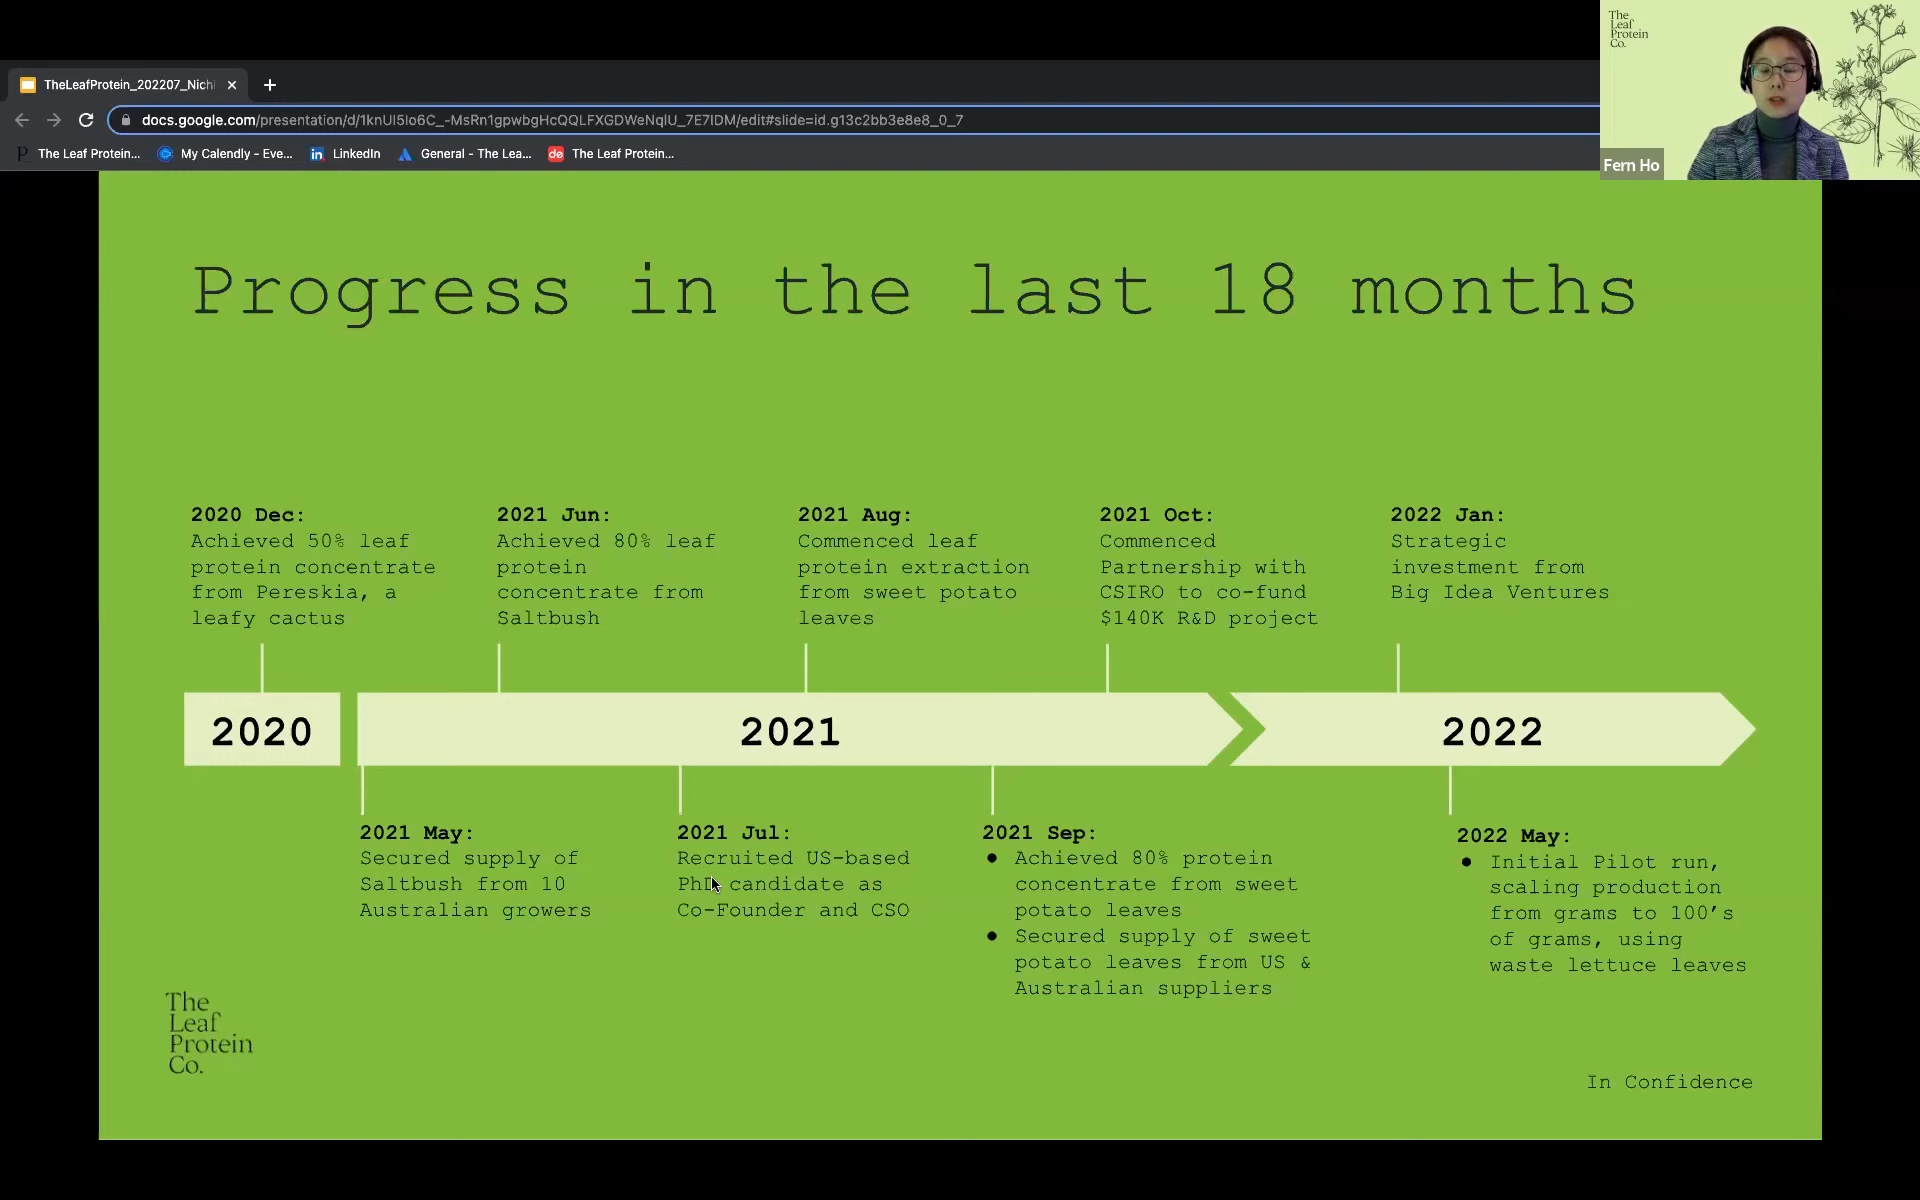 The
Leaf
Protein
Co.
Fern Ho
TheLeafProtein_202207_Nichi
docs.google.com/presentation/d/1knUI5Io6C_-MsRn1gpwbgHcQQLFXGDWeNqIU_7E7IDM/edit#slide=id.g13c2bb3e8e8_0_7
The Leaf Protein...
My Calendly - Eve...
LinkedIn
General - The Lea...
The Leaf Protein...
Progress in the last 18 months
2020 Dec:
Achieved 50% leaf
protein concentrate
from Pereskia, a
leafy cactus
2021 Jun:
Achieved 80% leaf
protein
concentrate from
Saltbush
2021 Aug:
Commenced leaf
protein extraction
from sweet potato
leaves
2021 Oct:
Commenced
Partnership with
CSIRO to co-fund
$140K R&D project
2022 Jan:
Strategic
investment from
Big Idea Ventures
2020
2021
2022
2021 May:
Secured supply of
Saltbush from 10
Australian growers
2021 Jul:
Recruited US-based
PhD candidate as
Co-Founder and CSO
2021 Sep:
● Achieved 80% protein
concentrate from sweet
potato leaves
● Secured supply of sweet
potato leaves from US &
Australian suppliers
2022 May:
● Initial Pilot run,
scaling production
from grams to 100’s
of grams, using
waste lettuce leaves
The
Leaf
Protein
Co.
In Confidence